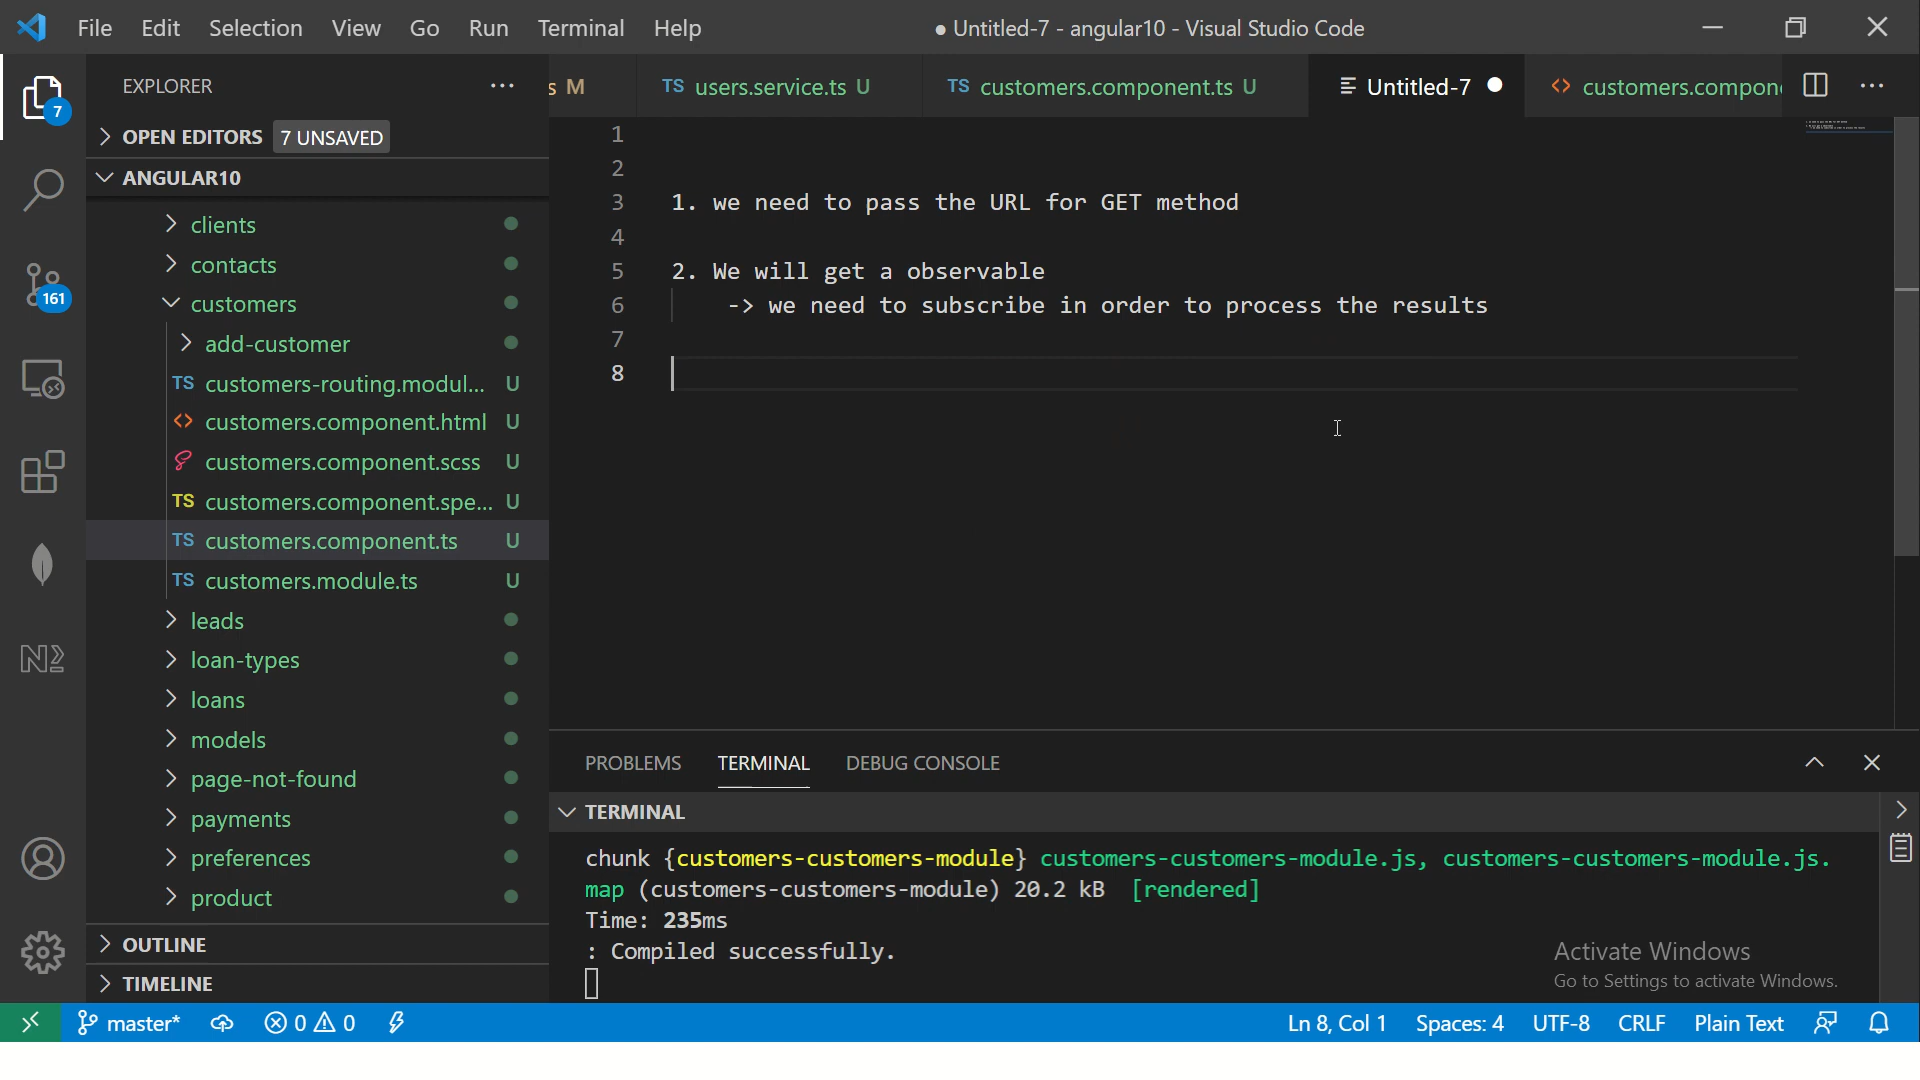 File Edit Selection View Go Run Terminal Help
● Untitled-7 - angular10 - Visual Studio Code
EXPLORER
s M
TS users.service.ts U
TS customers.component.ts U
Untitled-7
<> customers.compone
7
OPEN EDITORS 7 UNSAVED
ANGULAR10
clients
contacts
customers
add-customer
TS customers-routing.modul... U
<> customers.component.html U
customers.component.scss U
TS customers.component.spe... U
TS customers.component.ts U
TS customers.module.ts U
leads
loan-types
loans
models
page-not-found
payments
preferences
product
OUTLINE
TIMELINE
161
1
2
3 1. we need to pass the URL for GET method
4
5 2. We will get a observable
6 -> we need to subscribe in order to process the results
7
8
PROBLEMS TERMINAL DEBUG CONSOLE
TERMINAL
chunk {customers-customers-module} customers-customers-module.js, customers-customers-module.js.
map (customers-customers-module) 20.2 kB [rendered]
Time: 235ms
: Compiled successfully.
Activate Windows
Go to Settings to activate Windows.
master* 0 0 Ln 8, Col 1 Spaces: 4 UTF-8 CRLF Plain Text